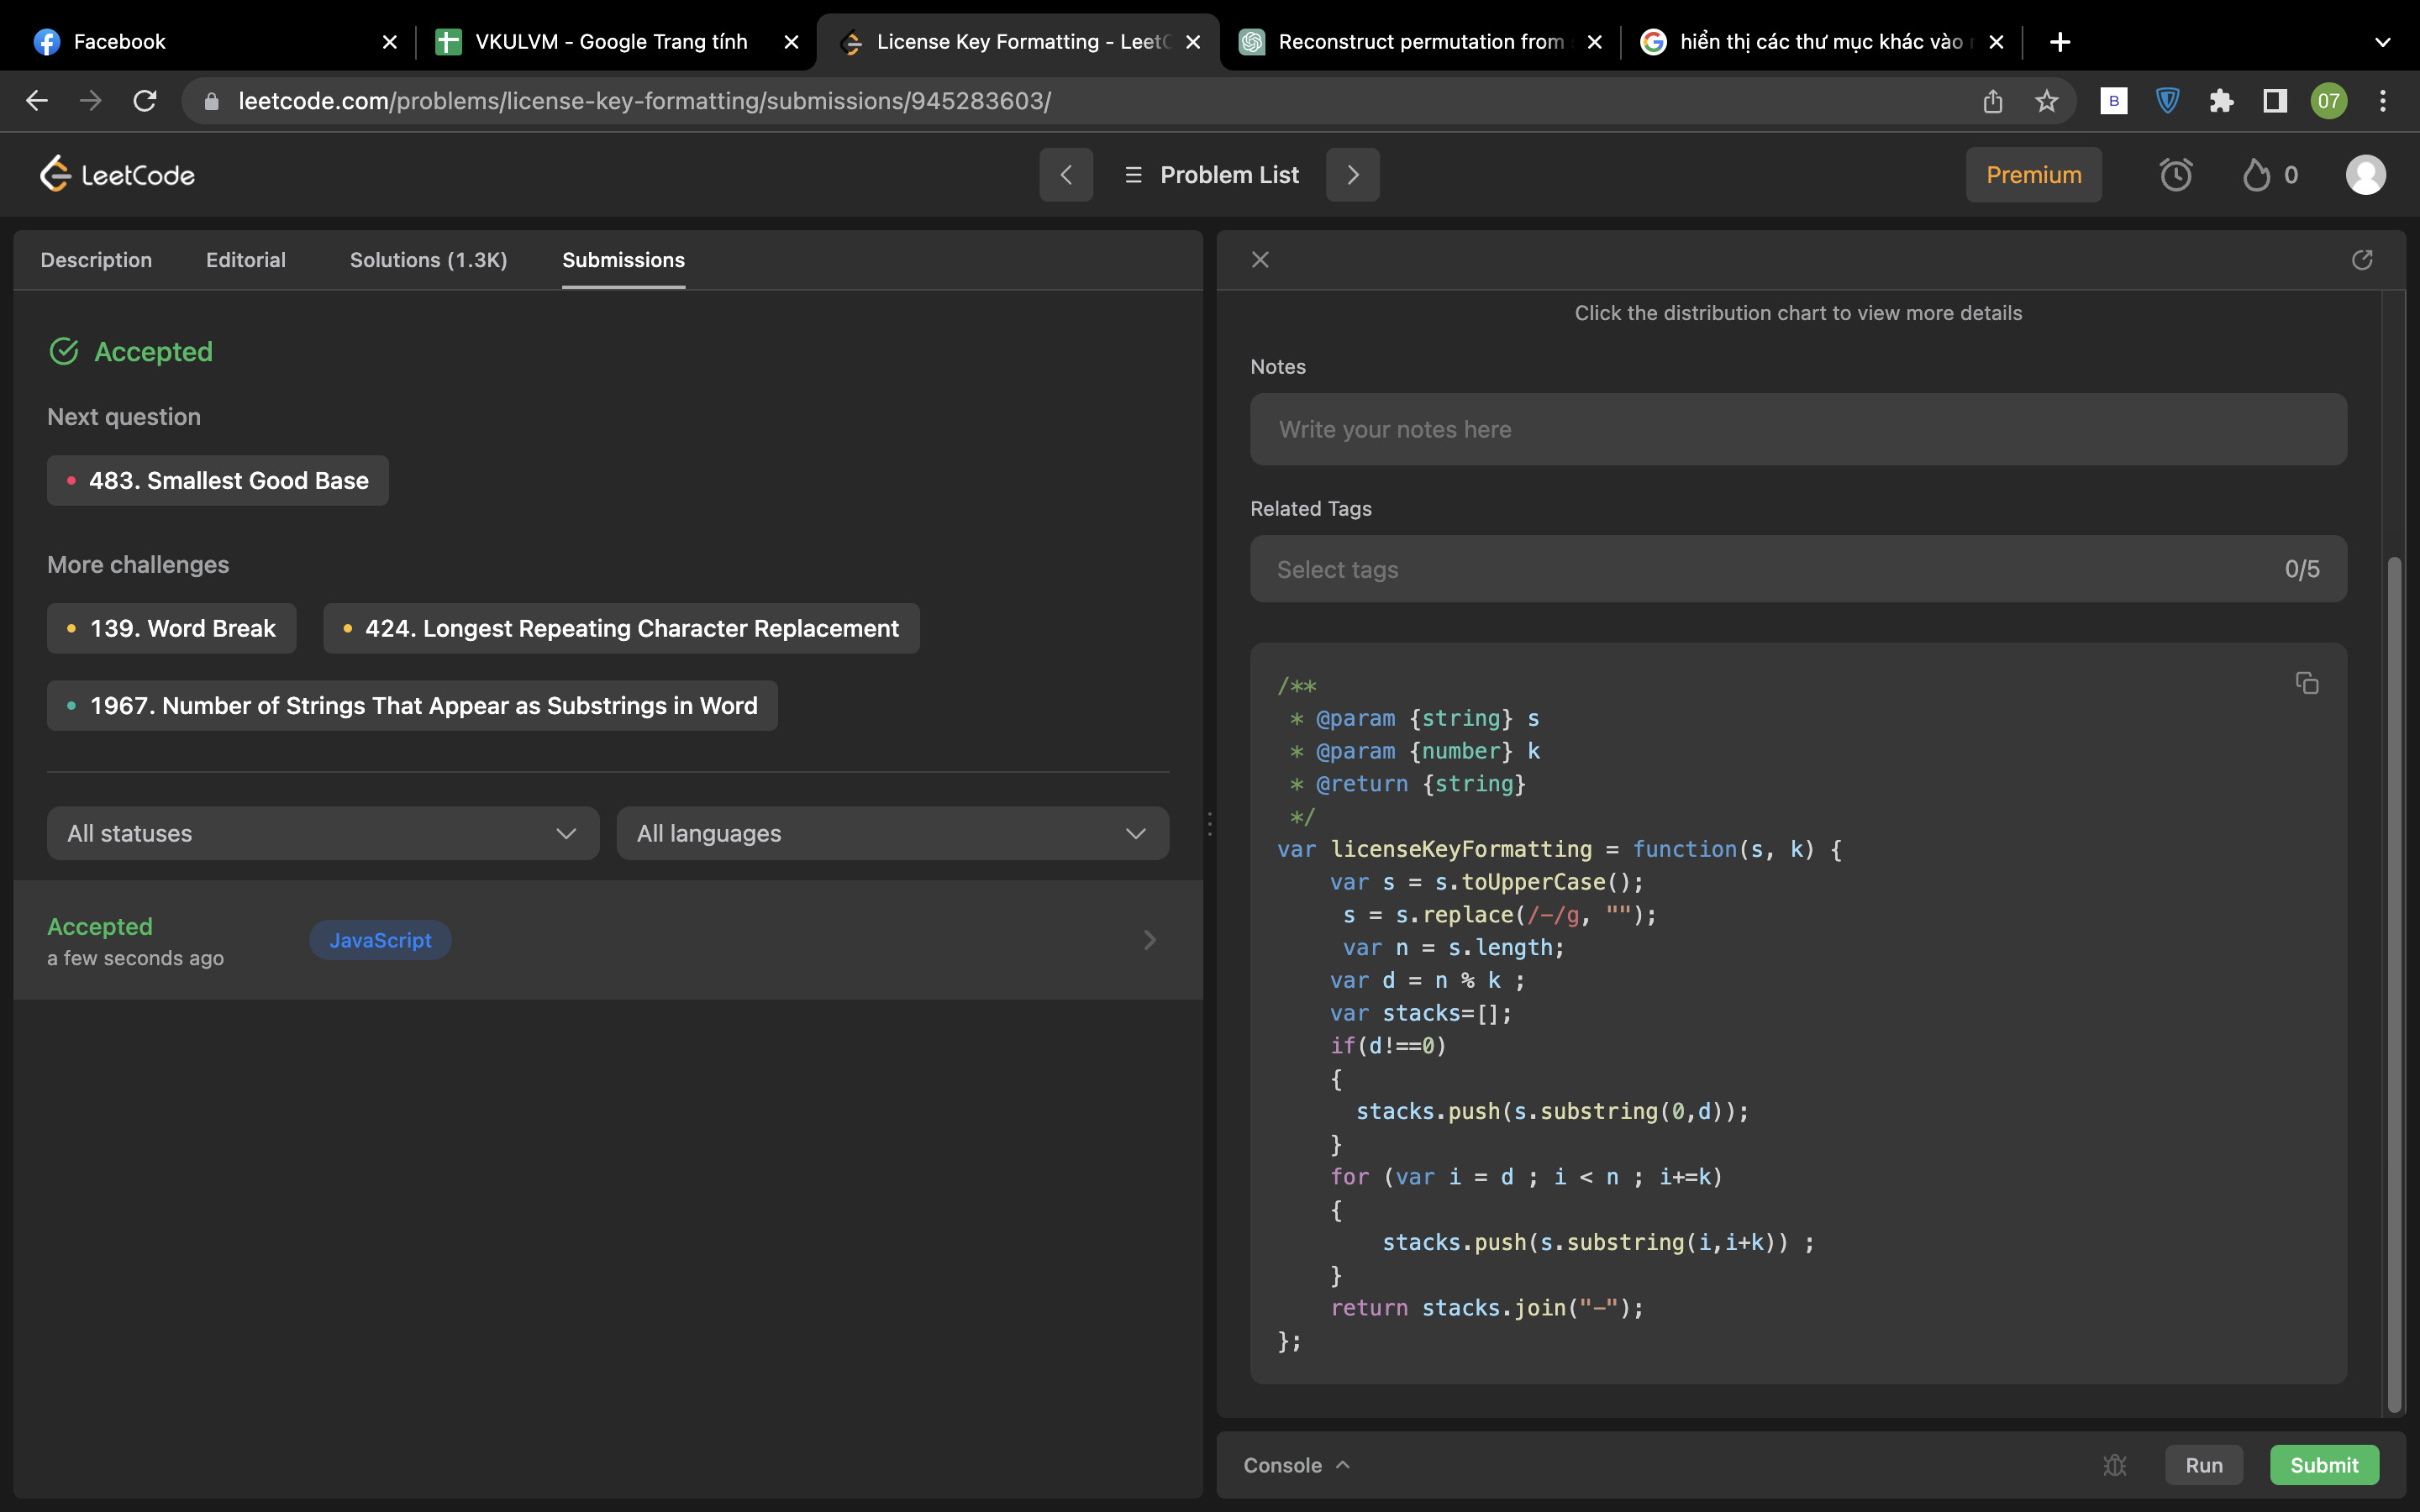 Facebook
VKULVM - Google Trang tính
License Key Formatting - Leet
Reconstruct permutation from
hiển thị các thư mục khác vào
leetcode.com/problems/license-key-formatting/submissions/945283603/
B
07
LeetCode
Problem List
Premium
0
Description Editorial Solutions (1.3K) Submissions
Accepted
Next question
483. Smallest Good Base
More challenges
139. Word Break
424. Longest Repeating Character Replacement
1967. Number of Strings That Appear as Substrings in Word
All statuses
All languages
Accepted
a few seconds ago
JavaScript
Click the distribution chart to view more details
Notes
Write your notes here
Related Tags
Select tags
0/5
/**
 * @param {string} s
 * @param {number} k
 * @return {string}
 */
var licenseKeyFormatting = function(s, k) {
    var s = s.toUpperCase();
     s = s.replace(/-/g, "");
     var n = s.length;
    var d = n % k ;
    var stacks=[];
    if(d!==0)
    {
      stacks.push(s.substring(0,d));
    }
    for (var i = d ; i < n ; i+=k)
    {
        stacks.push(s.substring(i,i+k)) ;
    }
    return stacks.join("-");
};
Console
Run
Submit